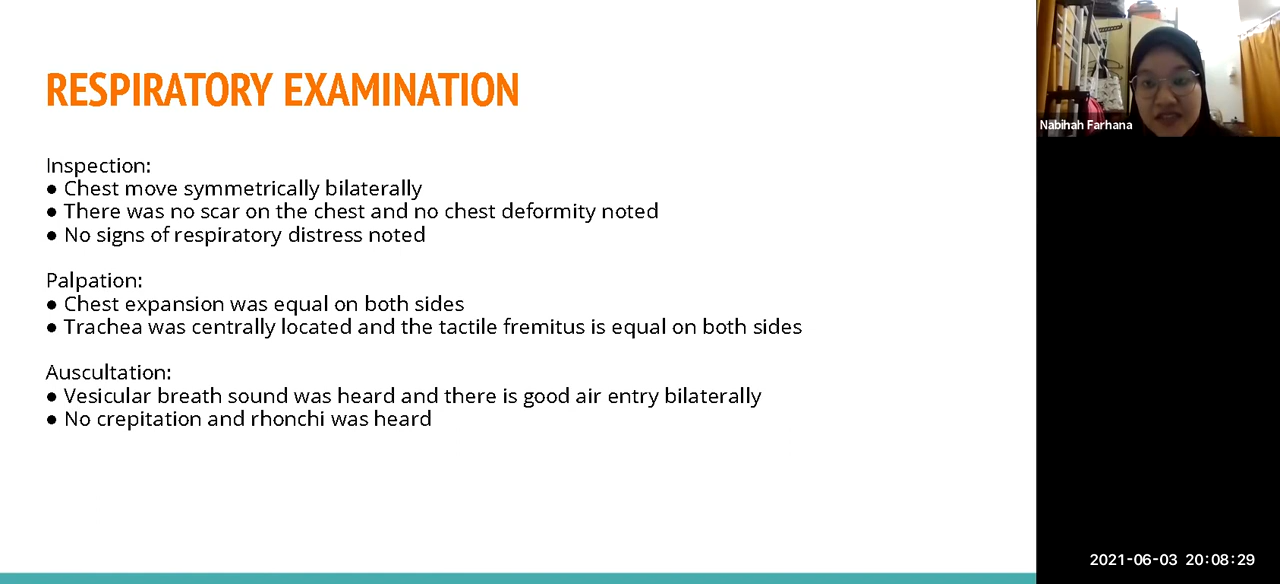 RESPIRATORY EXAMINATION
Inspection:
● Chest move symmetrically bilaterally
● There was no scar on the chest and no chest deformity noted
● No signs of respiratory distress noted
Palpation:
● Chest expansion was equal on both sides
● Trachea was centrally located and the tactile fremitus is equal on both sides
Auscultation:
● Vesicular breath sound was heard and there is good air entry bilaterally
● No crepitation and rhonchi was heard
Nabihah Farhana
2021-06-03 20:08:29